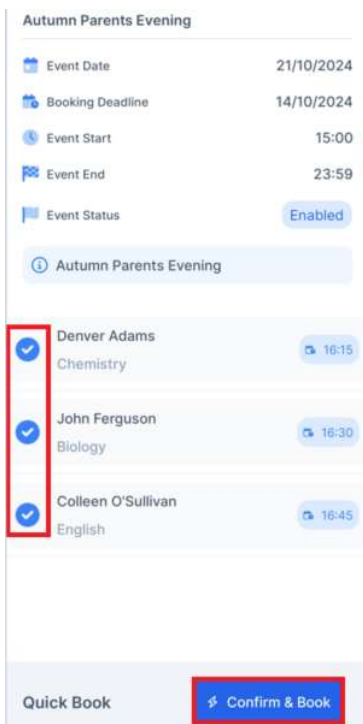 Autumn Parents Evening
Event Date 21/10/2024
Booking Deadline 14/10/2024
Event Start 15:00
Event End 23:59
Event Status Enabled
Autumn Parents Evening
Denver Adams
Chemistry
16:15
John Ferguson
Biology
16:30
Colleen O'Sullivan
English
16:45
Quick Book Confirm & Book